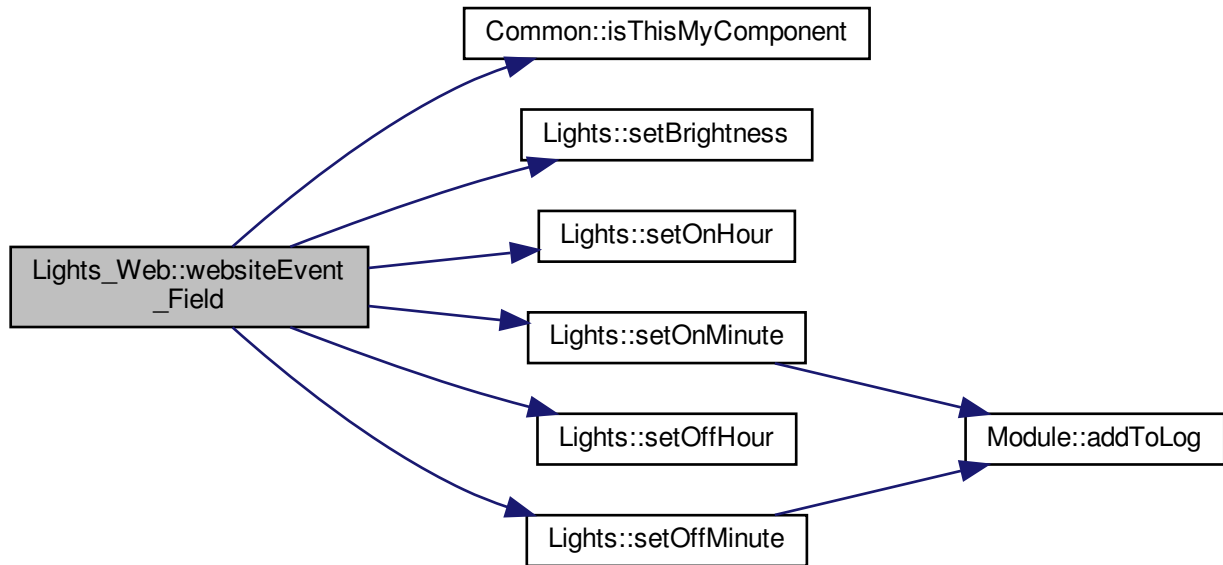 Common::isThisMyComponent
Lights::setBrightness
Lights::setOnHour
Lights_Web::websiteEvent
_Field
Lights::setOnMinute
Lights::setOffHour
Module::addToLog
Lights::setOffMinute